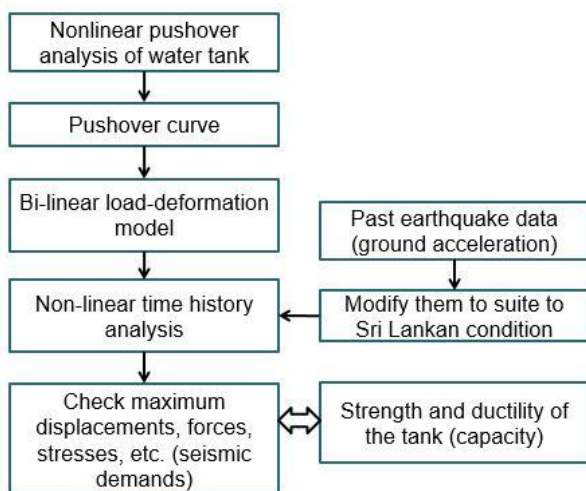 Nonlinear pushover
analysis of water tank
Pushover curve
Bi-linear load-deformation
model
Past earthquake data
(ground acceleration)
Non-linear time history
analysis
Modify them to suite to
Sri Lankan condition
Check maximum
displacements, forces,
stresses, etc. (seismic
demands)
Strength and ductility of
the tank (capacity)